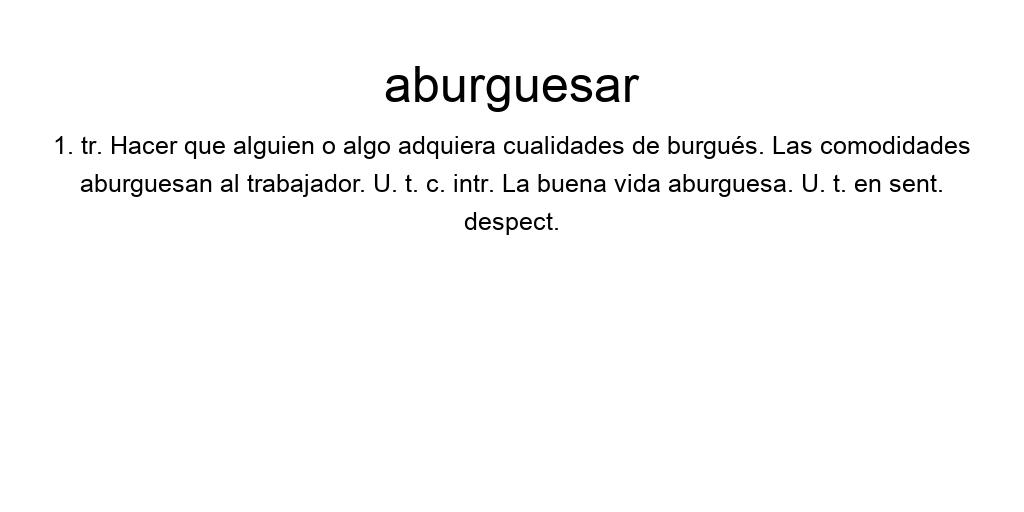 aburguesar
1. tr. Hacer que alguien o algo adquiera cualidades de burgués. Las comodidades
aburguesan al trabajador. U. t. c. intr. La buena vida aburguesa. U. t. en sent.
despect.